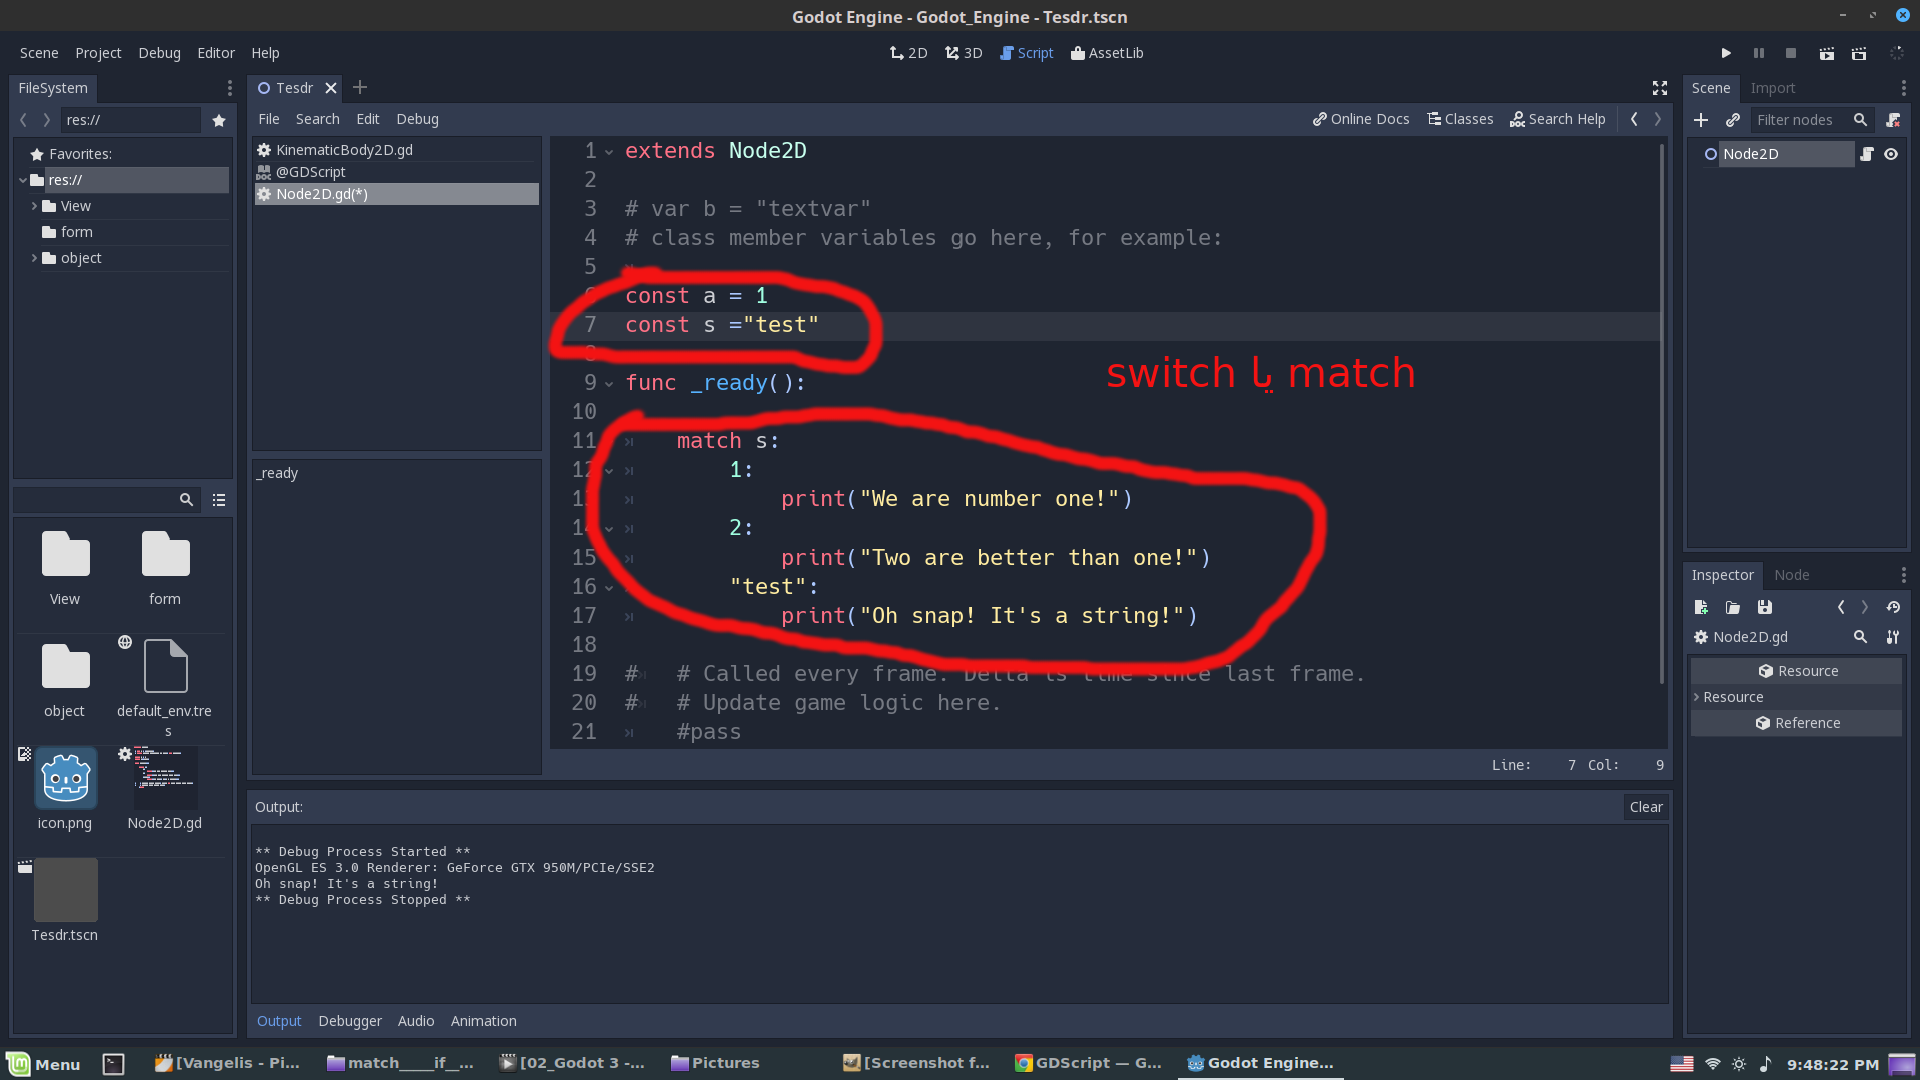 Godot Engine - Godot_Engine - Tesdr.tscn
Scene Project Debug Editor Help
2D 3D Script AssetLib
FileSystem
res://
Favorites:
res://
View
form
object
View form
object default_env.tre
s
icon.png Node2D.gd
Tesdr.tscn
Tesdr
File Search Edit Debug
Online Docs Classes Search Help
KinematicBody2D.gd
@GDScript
Node2D.gd(*)
_ready
1 extends Node2D
2
3 # var b = "textvar"
4 # class member variables go here, for example:
5
6 const a = 1
7 const s ="test"
8
9 func _ready():
10
11 match s:
12 1:
13 print("We are number one!")
14 2:
15 print("Two are better than one!")
16 "test":
17 print("Oh snap! It's a string!")
18
19 # # Called every frame. Delta is time since last frame.
20 # # Update game logic here.
21 #pass
switch یا match
Line: 7 Col: 9
Output:
Clear
** Debug Process Started **
OpenGL ES 3.0 Renderer: GeForce GTX 950M/PCIe/SSE2
Oh snap! It's a string!
** Debug Process Stopped **
Output Debugger Audio Animation
Scene Import
Filter nodes
Node2D
Inspector Node
Node2D.gd
Resource
Resource
Reference
Menu
[Vangelis - Pi...
match_____if__...
[02_Godot 3 -...
Pictures
[Screenshot f...
GDScript — G...
Godot Engine...
9:48:22 PM